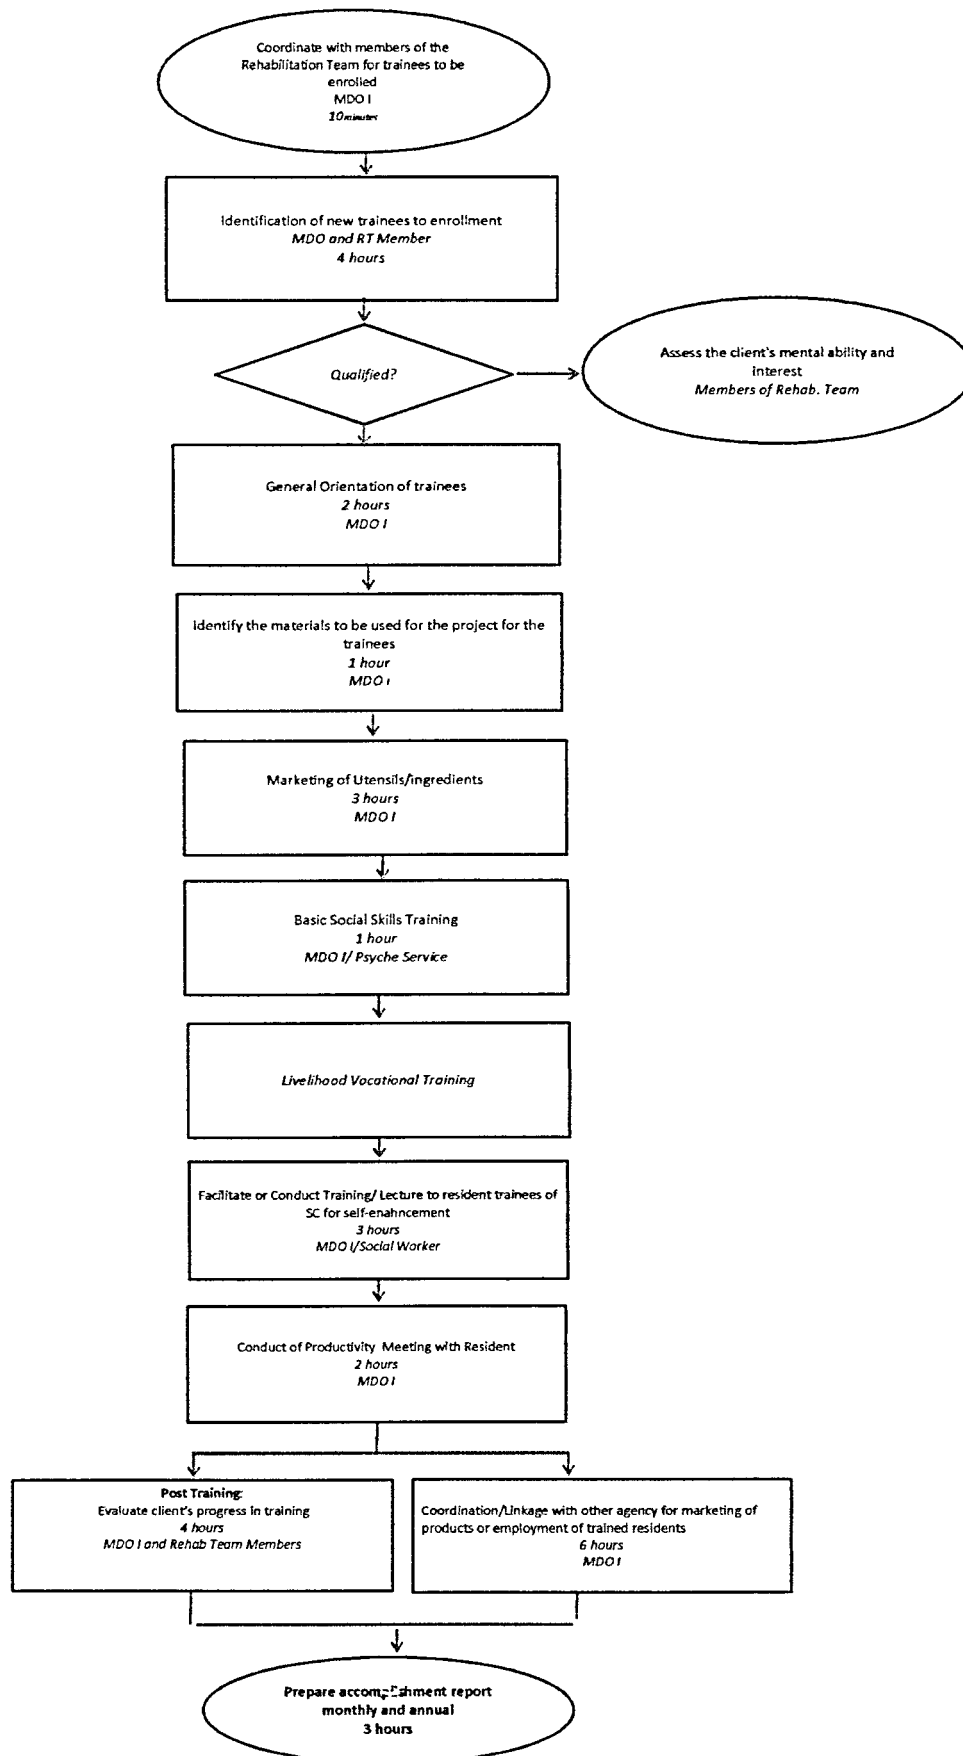 Coordinate with members of the
Rehabilitation Team for trainees to be
enrolled
MDO I
10 minutes
Identification of new trainees to enrollment
MDO and RT Member
4 hours
Qualified?
Assess the client's mental ability and
interest
Members of Rehab. Team
General Orientation of trainees
2 hours
MDO I
Identify the materials to be used for the project for the
trainees
1 hour
MDO I
Marketing of Utensils/ingredients
3 hours
MDO I
Basic Social Skills Training
1 hour
MDO I/ Psyche Service
Livelihood Vocational Training
Facilitate or Conduct Training/ Lecture to resident trainees of
SC for self-enahncement
3 hours
MDO I/Social Worker
Conduct of Productivity Meeting with Resident
2 hours
MDO I
Post Training:
Evaluate client's progress in training
4 hours
MDO I and Rehab Team Members
Coordination/Linkage with other agency for marketing of
products or employment of trained residents
6 hours
MDO I
Prepare accomplishment report
monthly and annual
3 hours